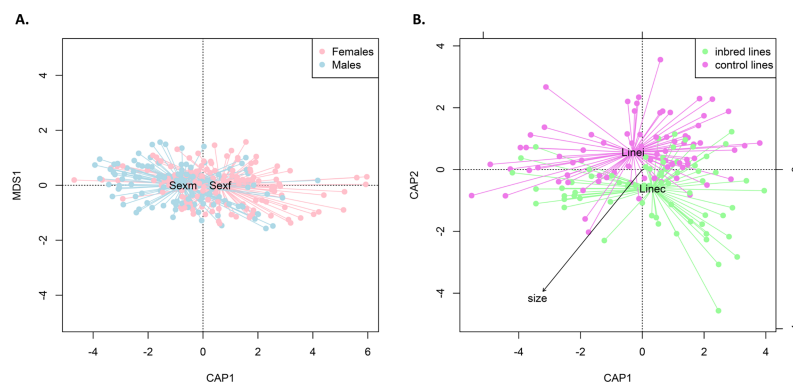 A.
B.
Females
Males
inbred lines
control lines
MDS1
4
2
0
-2
-4
Sexm
Sexf
-4
-2
0
2
4
6
CAP1
CAP2
4
2
0
-2
-4
Linei
Linec
size
-4
-2
0
2
4
CAP1